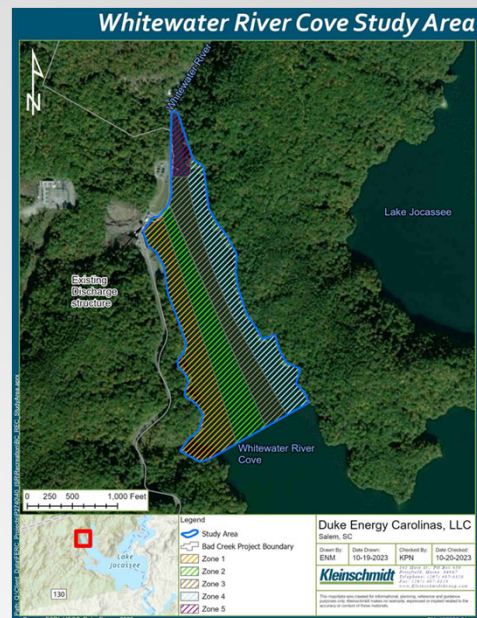 Whitewater River Cove Study Area
N
Whitewater River
Lake Jocassee
Existing
Discharge
structure
Whitewater River
Cove
0 250 500 1,000 Feet
Lake
Jocassee
130
Legend
Study Area
Bad Creek Project Boundary
Zone 1
Zone 2
Zone 3
Zone 4
Zone 5
Duke Energy Carolinas, LLC
Salem, SC
Drawn By: Date Drawn: Checked By: Date Checked:
ENM 10-19-2023 KPN 10-20-2023
Kleinschmidt